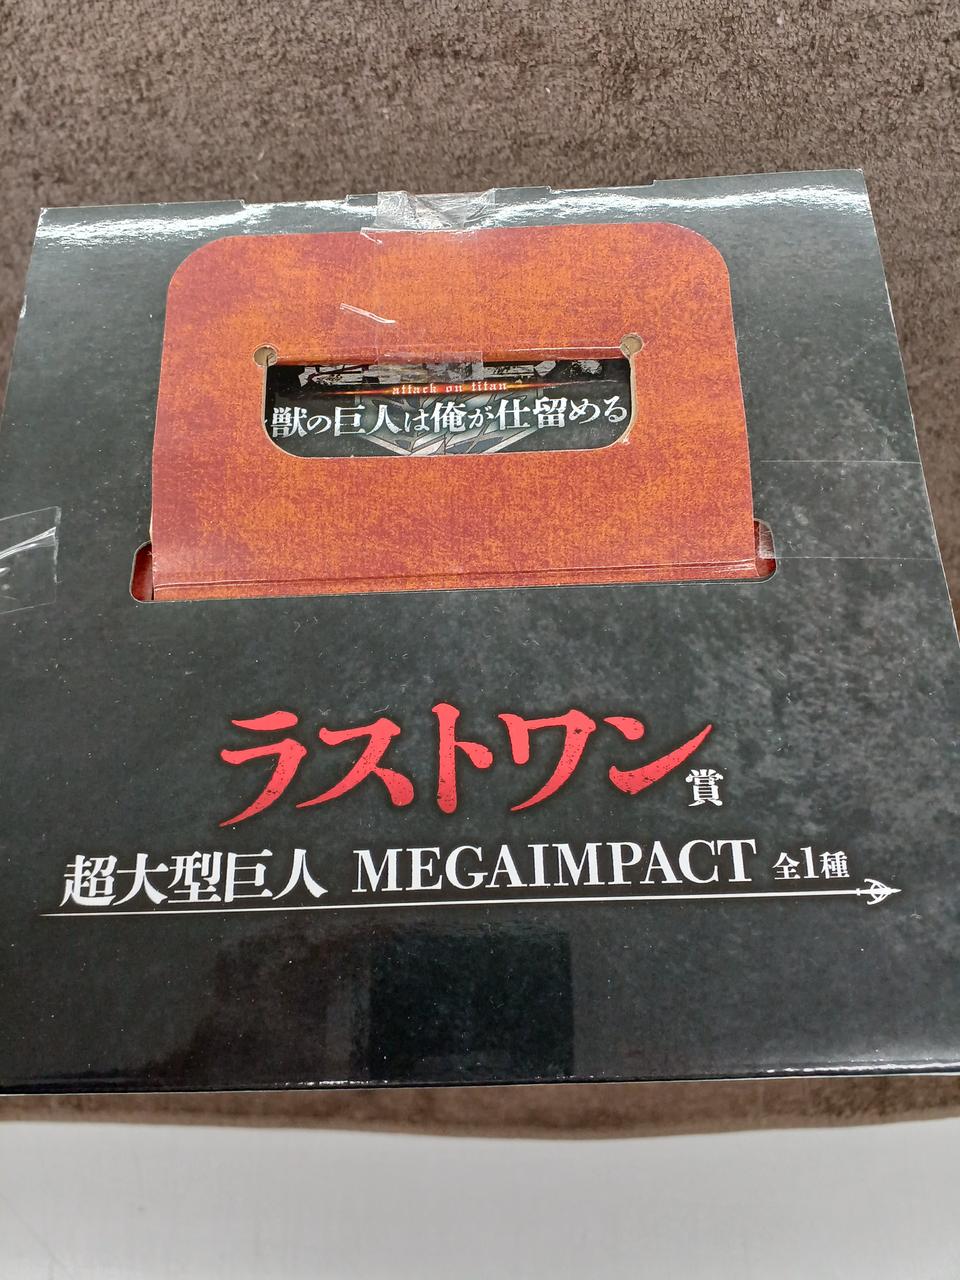 attack on titan
獣の巨人は俺が仕留める
ラストワン賞
超大型巨人 MEGAIMPACT 全1種